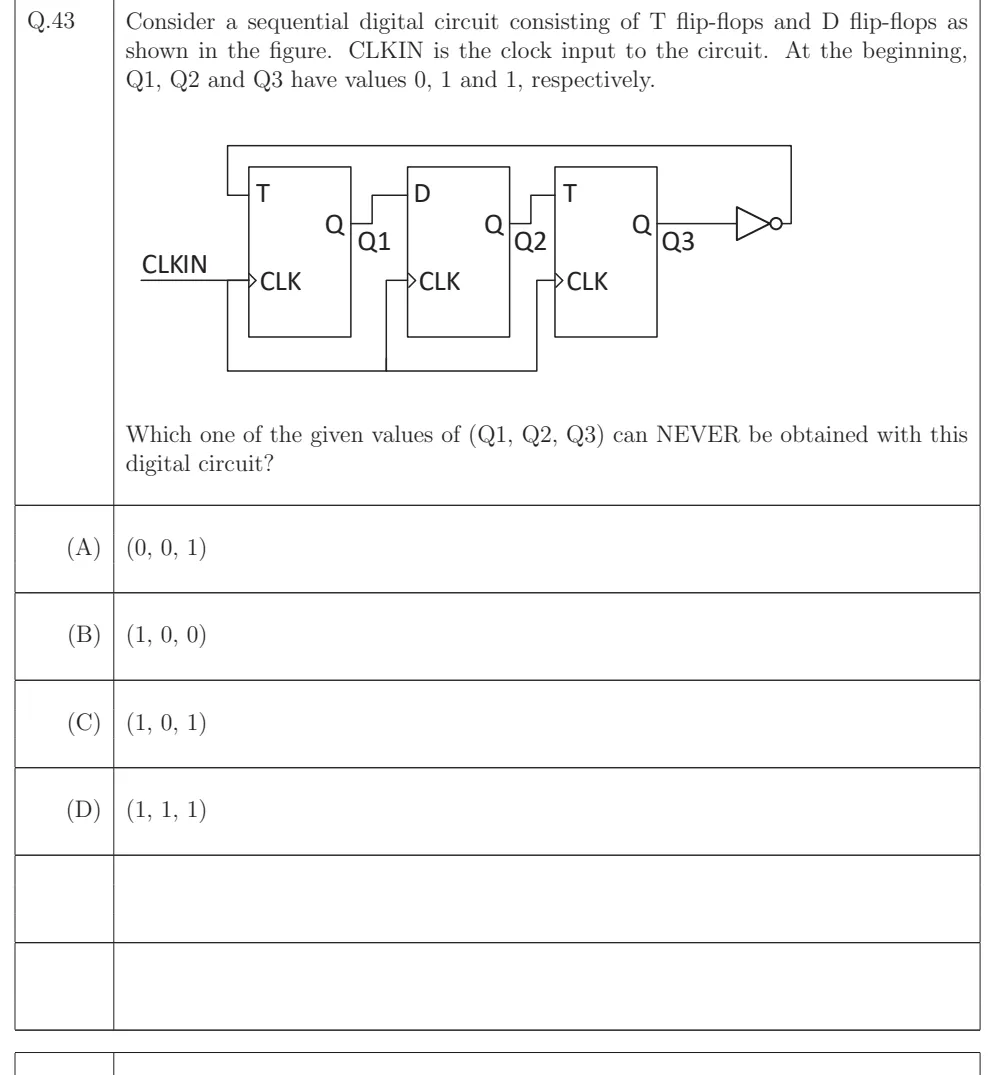 Q.43
Consider a sequential digital circuit consisting of T flip-flops and D flip-flops as
shown in the figure. CLKIN is the clock input to the circuit. At the beginning,
Q1, Q2 and Q3 have values 0, 1 and 1, respectively.
T D T
Q Q Q
Q1 Q2 Q3
CLKIN
CLK CLK CLK
Which one of the given values of (Q1, Q2, Q3) can NEVER be obtained with this
digital circuit?
(A) (0, 0, 1)
(B) (1, 0, 0)
(C) (1, 0, 1)
(D) (1, 1, 1)